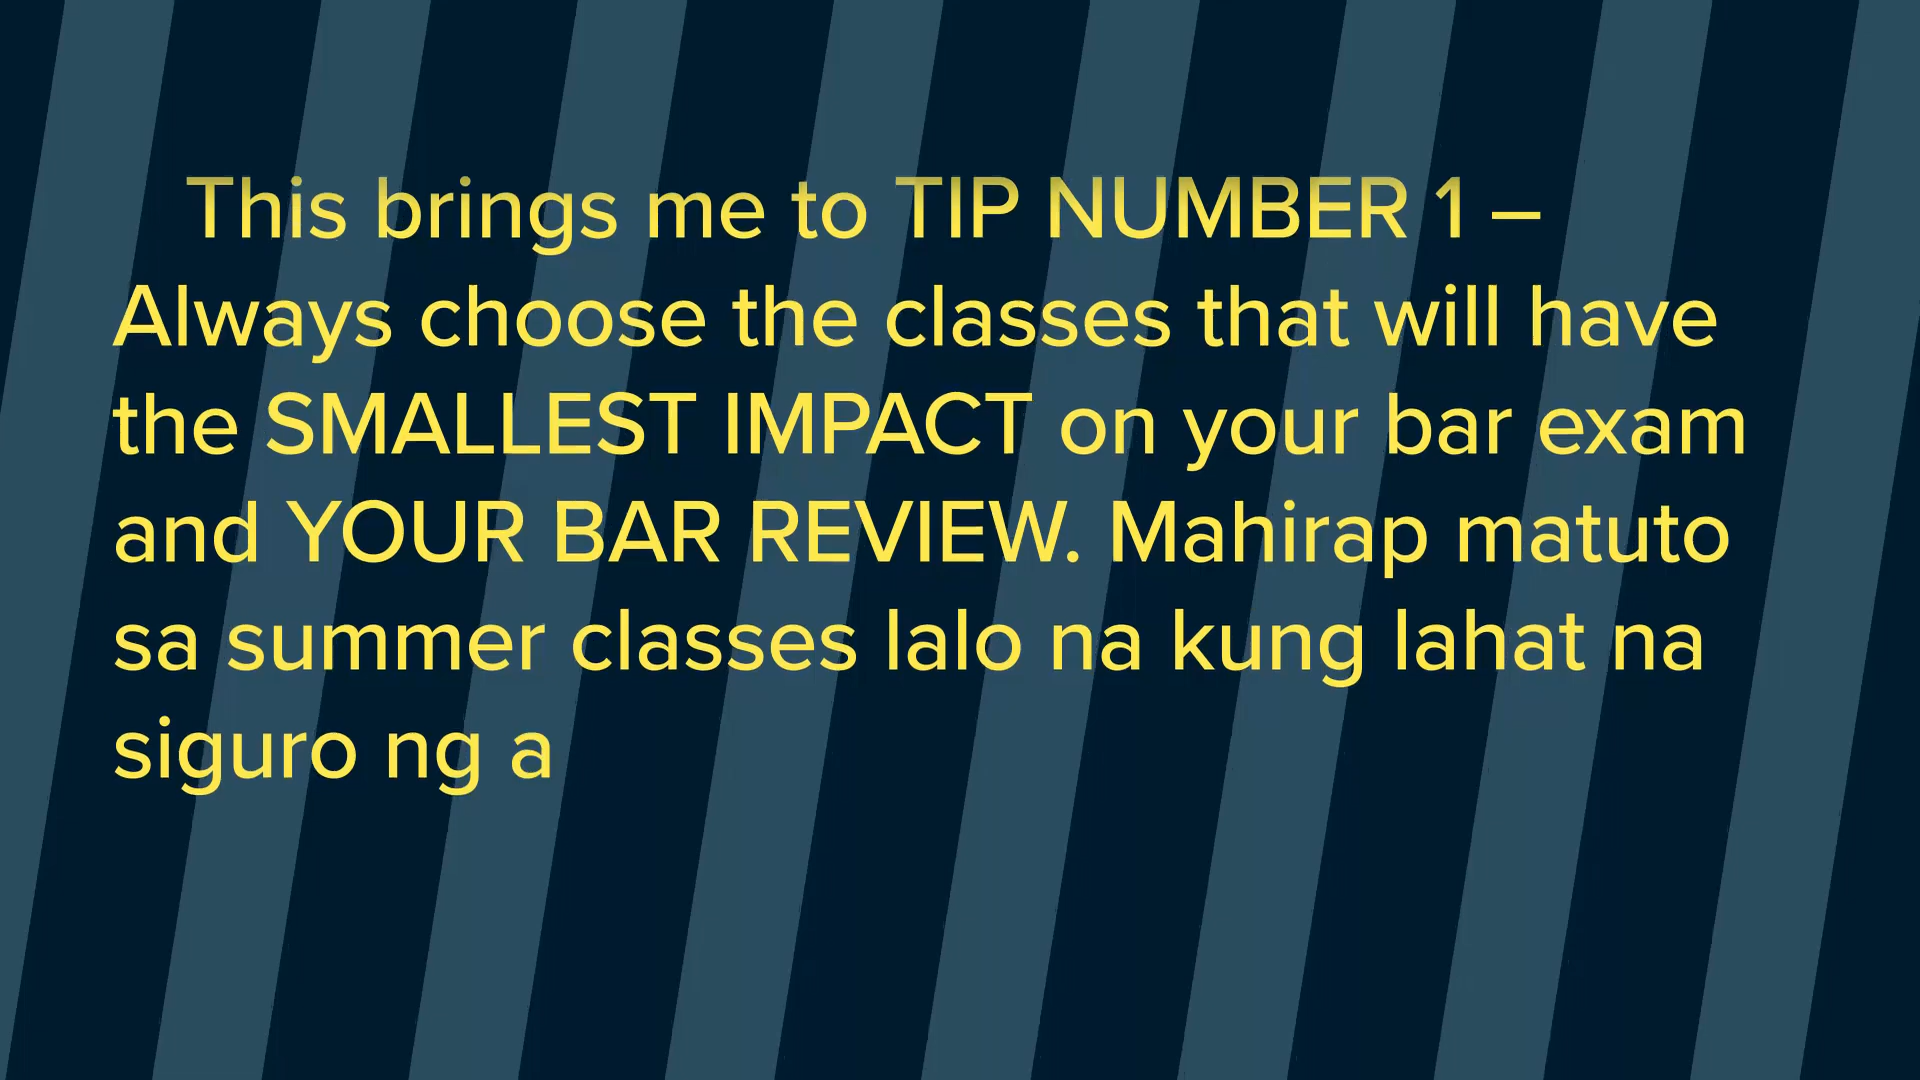 This brings me to TIP NUMBER 1 –
Always choose the classes that will have
the SMALLEST IMPACT on your bar exam
and YOUR BAR REVIEW. Mahirap matuto
sa summer classes lalo na kung lahat na
siguro ng a